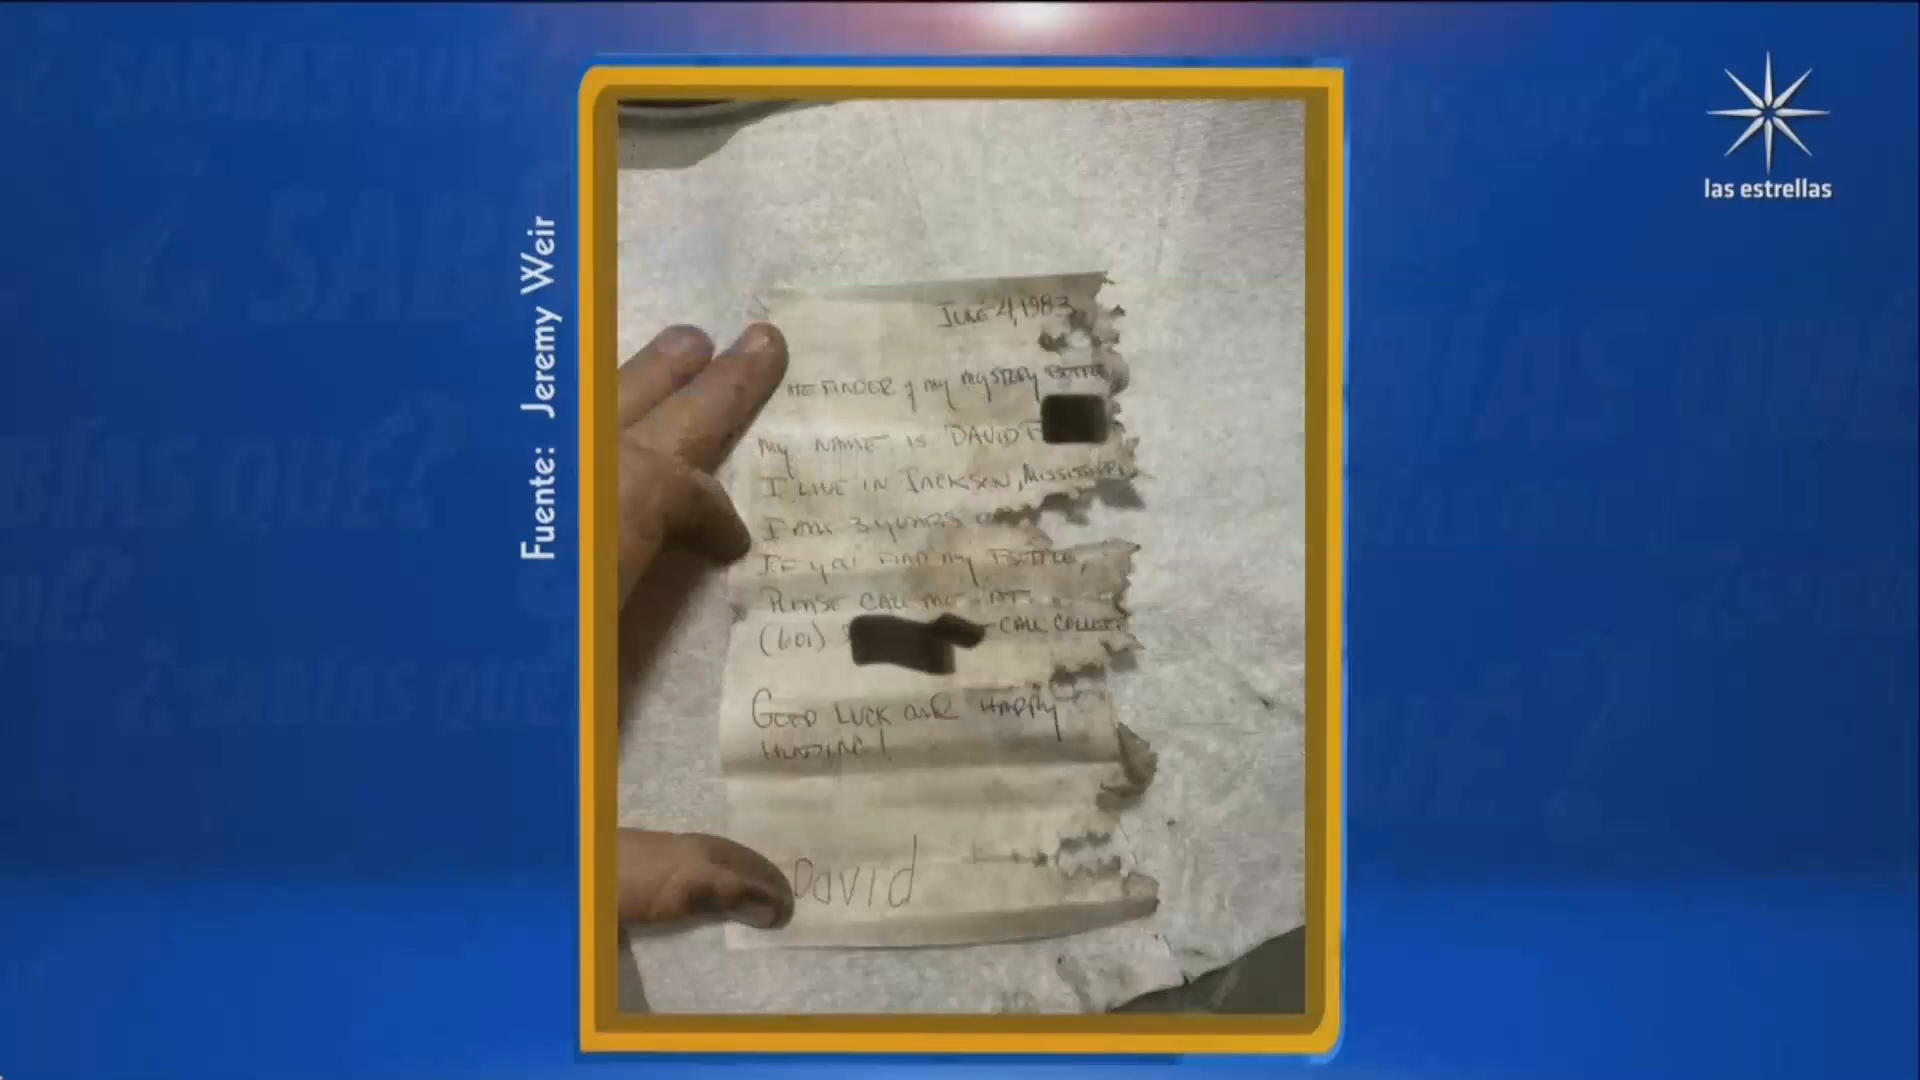 las estrellas
Fuente: Jeremy Weir
June 4, 1983
THE FINDER of my mystery BOTTLE
My NAME IS DAVID
I LIVE IN JACKSON, MISSISSIPPI
I am 3 years
IF you FIND my BOTTLE,
PLEASE CALL ME AT
(601) CALL COLLECT
GOOD LUCK and HAPPY
HUNTING!
David